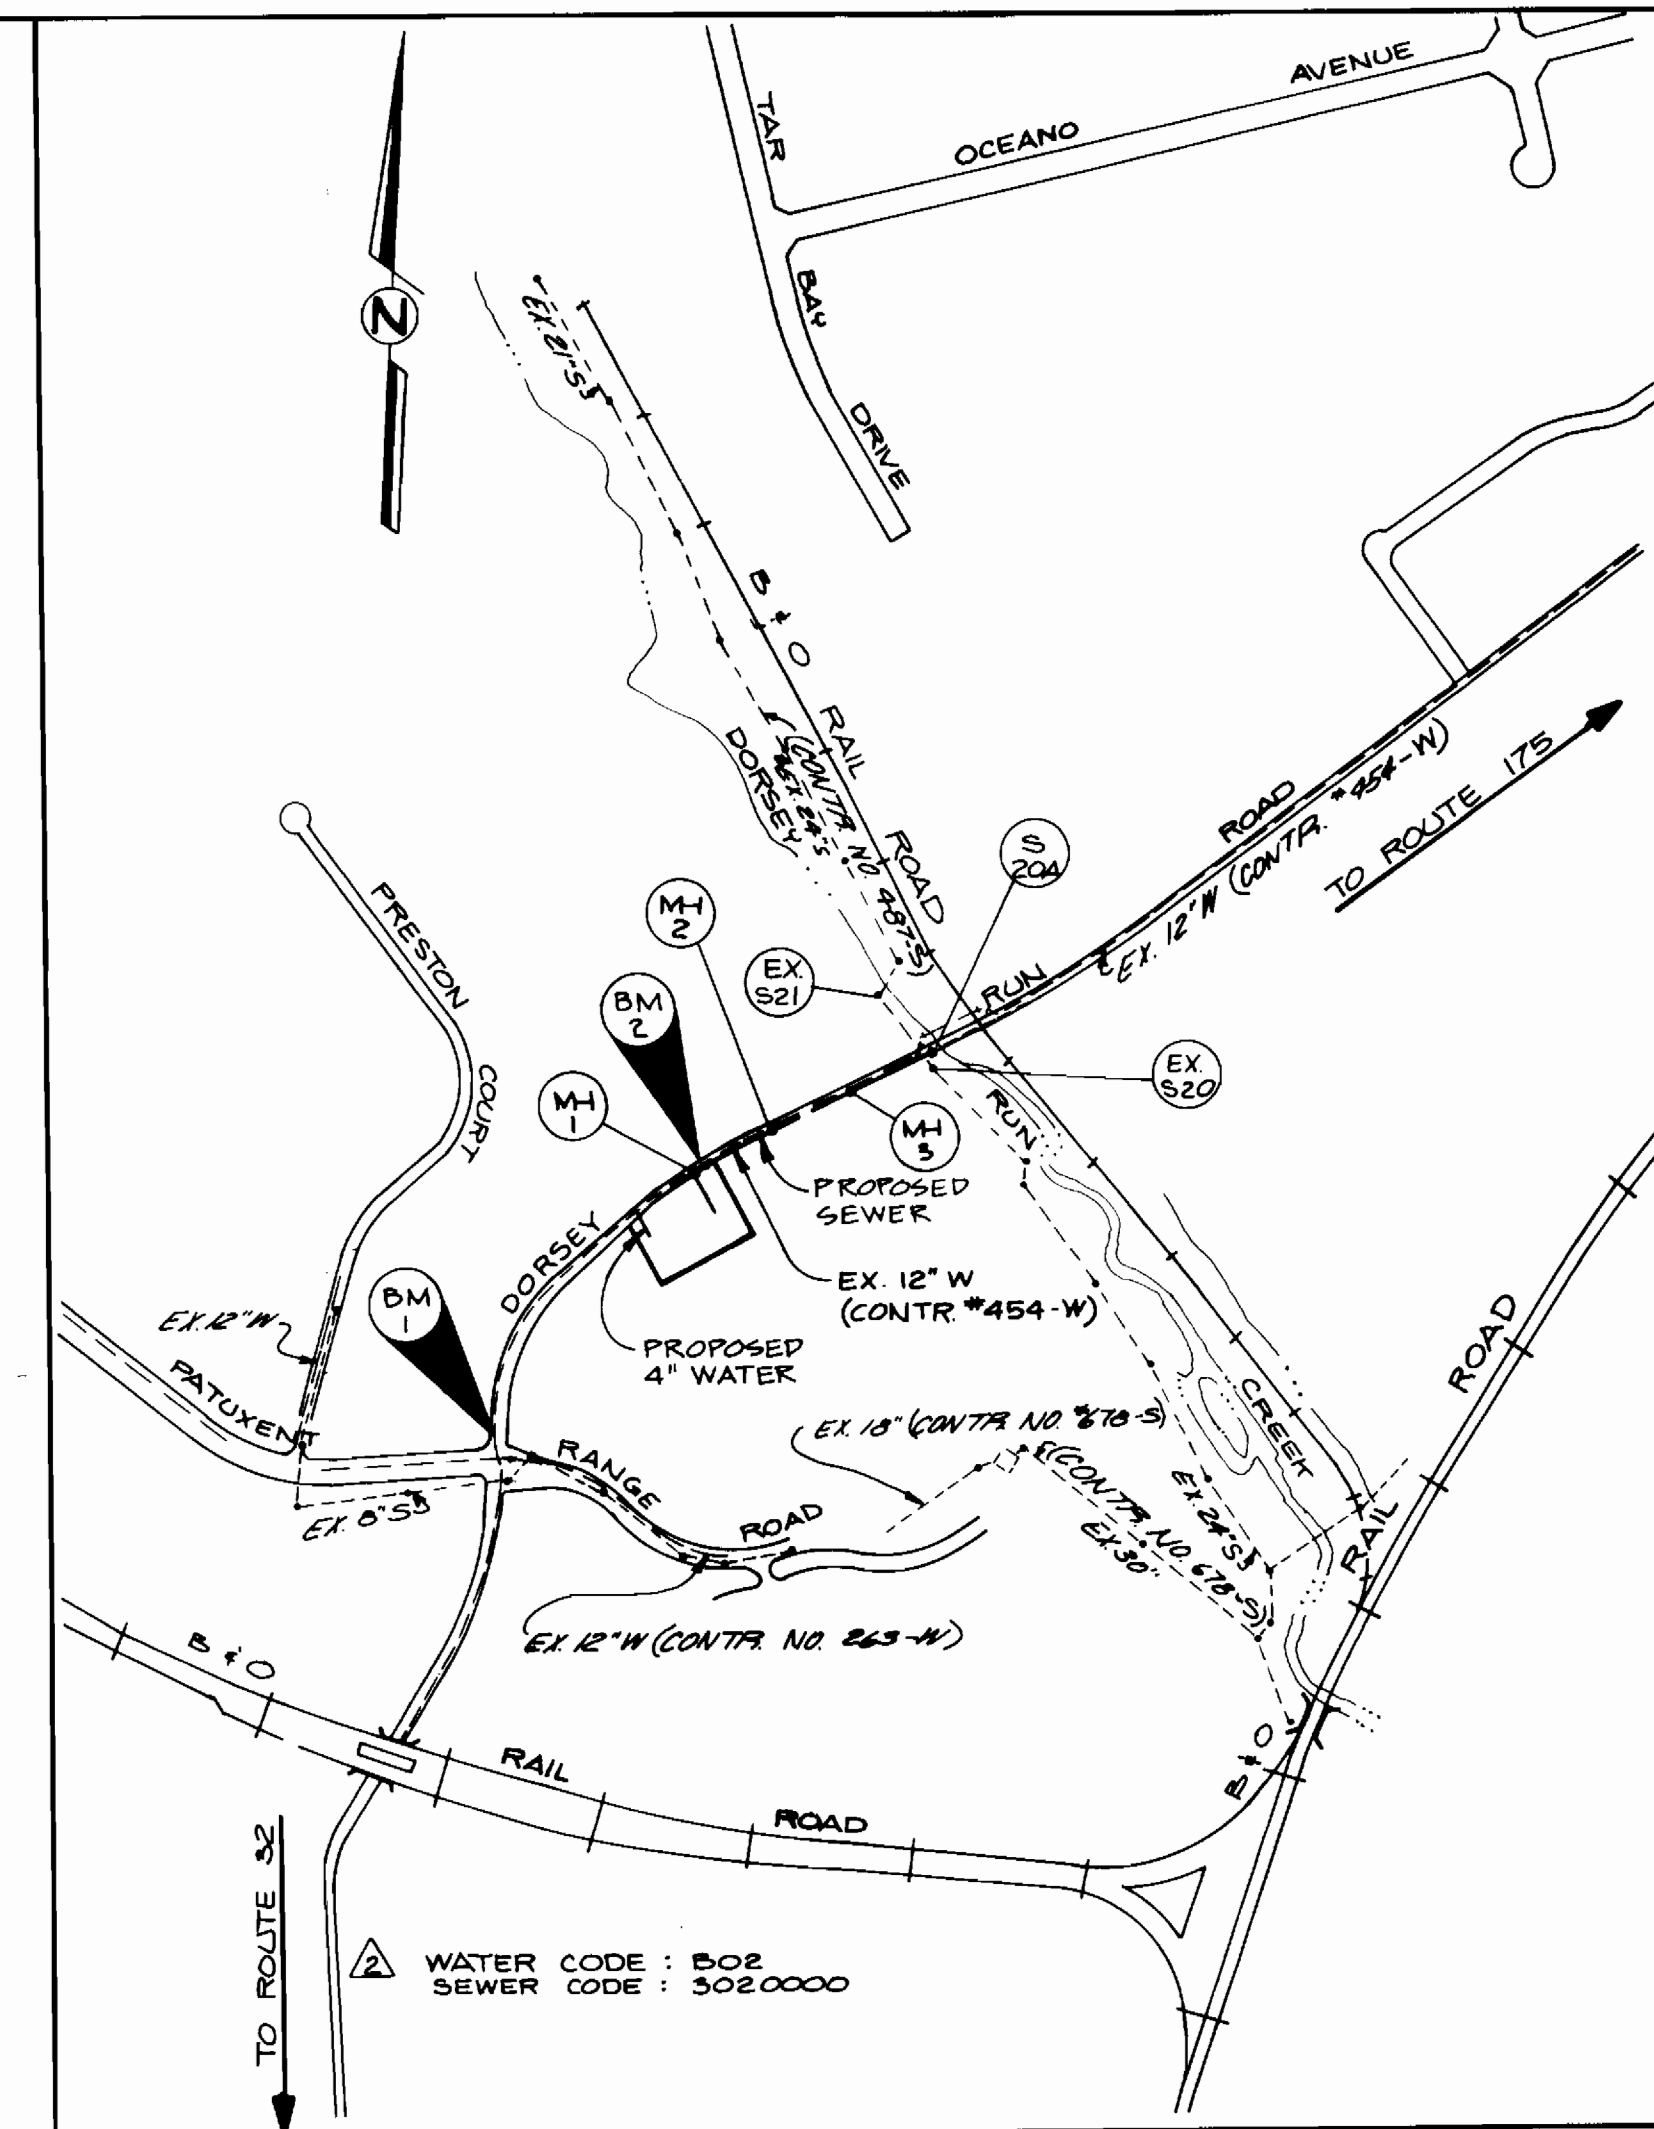 AVENUE
OCEANO
TAR
BAY
DRIVE
N
EX. 21"S
B & O
RAIL
ROAD
DORSEY
(CONTR. NO. 487-S)
EX. 24"S
RUN
CREEK
PRESTON
COURT
S
20A
MH
2
EX.
S21
BM
2
MH
1
EX.
S20
MH
3
ROAD
EX. 12" W (CONTR. #454-W)
TO ROUTE 175
RUN
DORSEY
PROPOSED
SEWER
EX. 12" W
(CONTR. #454-W)
PROPOSED
4" WATER
BM
1
EX. 12"W
PATUXENT
RANGE
ROAD
EX. 8"S
EX. 18" (CONTR. NO. #678-S)
(CONTR. NO. 678-S)
EX. 30"
EX. 24"S
EX. 12"W (CONTR. NO. 263-W)
B & O
RAIL
ROAD
B & O
RAIL
ROAD
TO ROUTE 32
2
WATER CODE : B02
SEWER CODE : 3020000